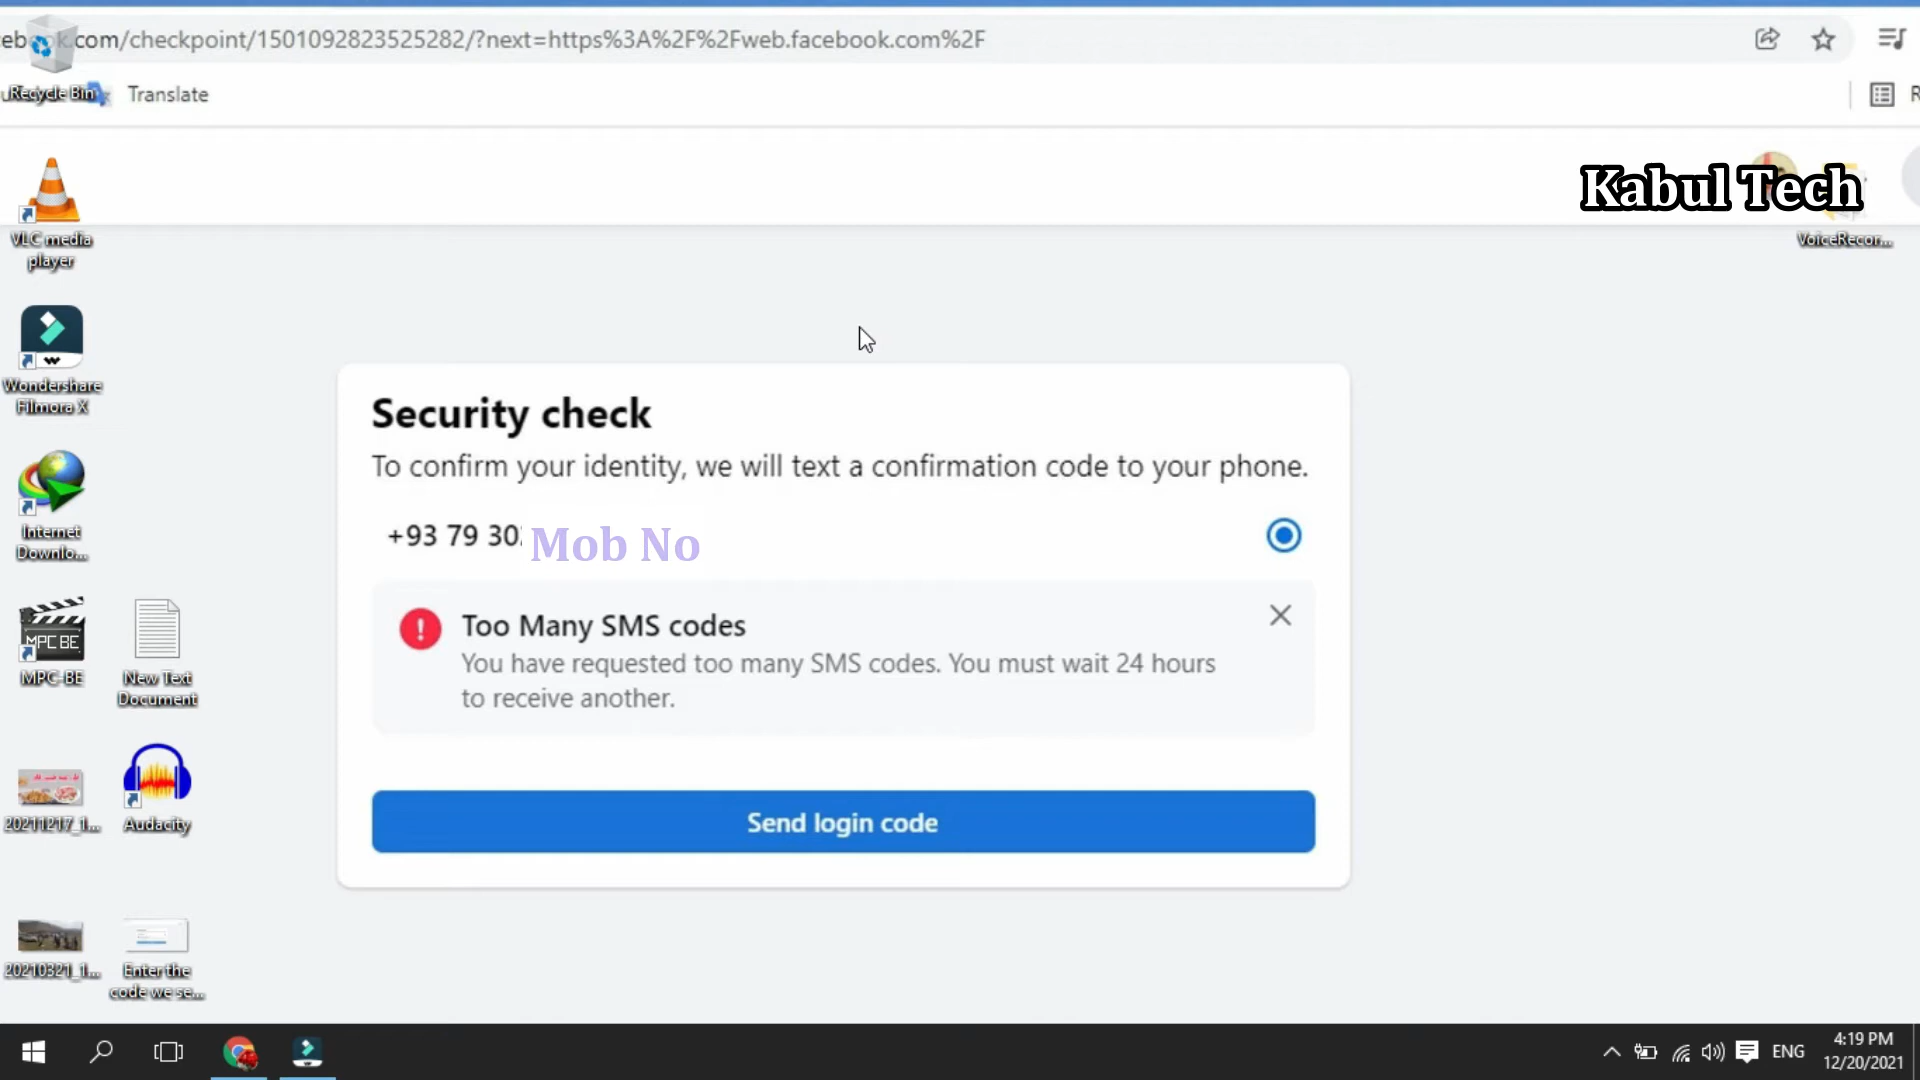 ebook.com/checkpoint/1501092823525282/?next=https%3A%2F%2Fweb.facebook.com%2F
Recycle Bin
Translate
Kabul Tech
VLC media
player
VoiceRecor...
Wondershare
Filmora X
Security check
To confirm your identity, we will text a confirmation code to your phone.
+93 79 30
Mob No
Internet
Downlo...
Too Many SMS codes
You have requested too many SMS codes. You must wait 24 hours
to receive another.
MPC BE
MPC-BE
New Text
Document
20211217_1...
Audacity
Send login code
20210321_1...
Enter the
code we se...
ENG
4:19 PM
12/20/2021